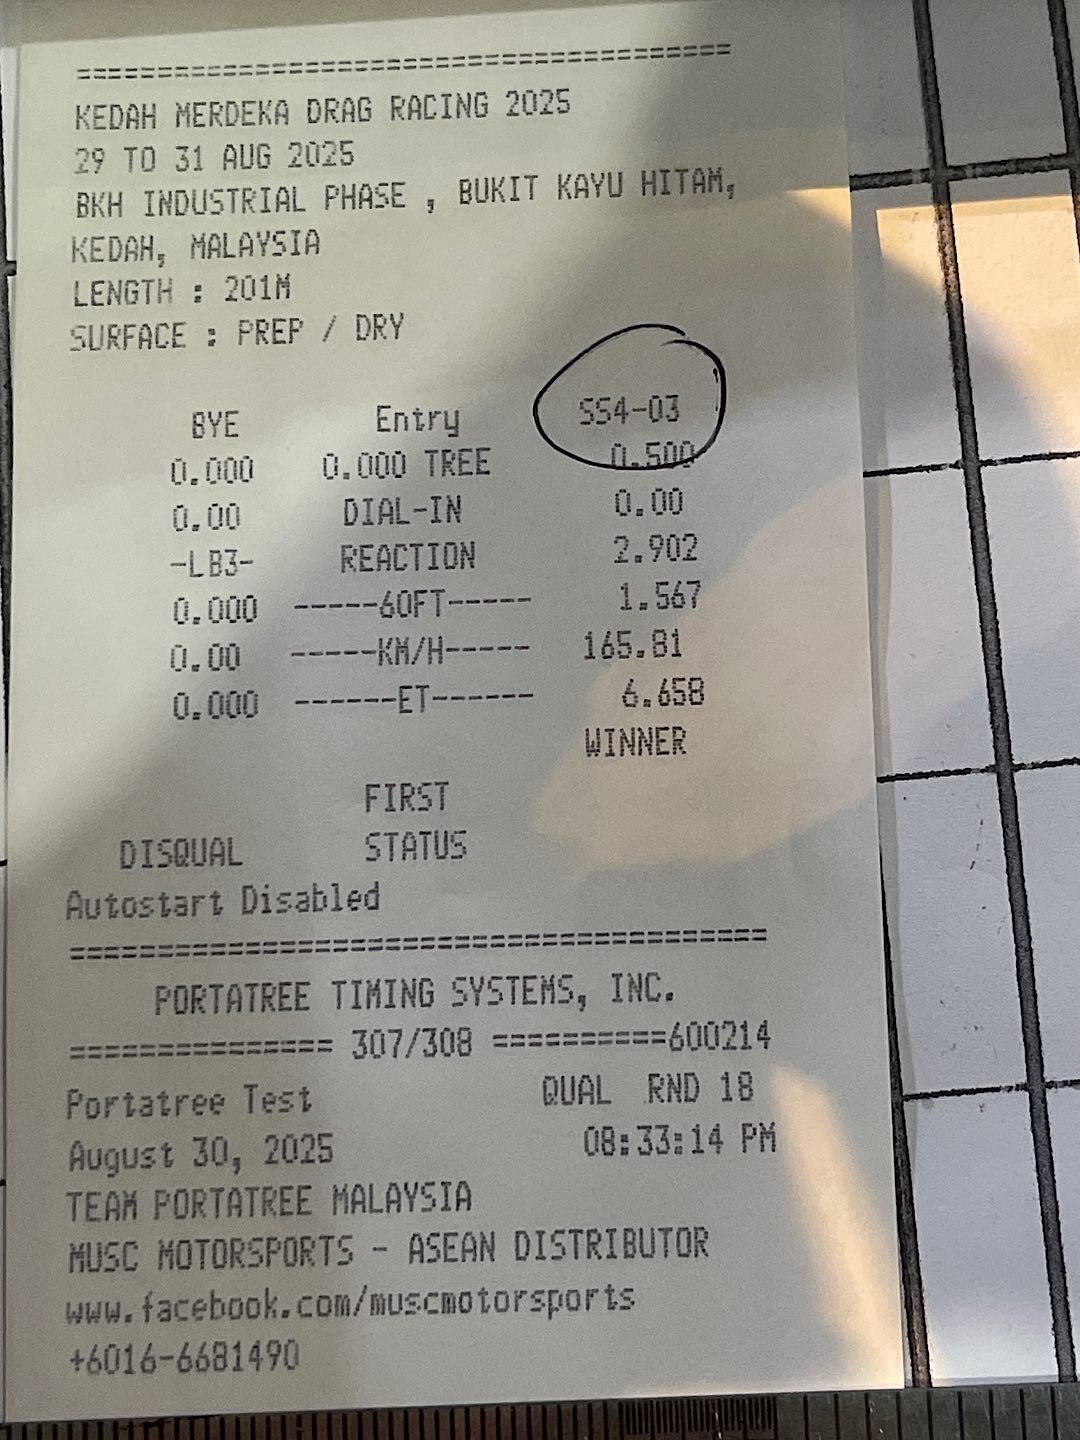 ========================================
KEDAH MERDEKA DRAG RACING 2025
29 TO 31 AUG 2025
BKH INDUSTRIAL PHASE , BUKIT KAYU HITAM,
KEDAH, MALAYSIA
LENGTH : 201M
SURFACE : PREP / DRY
BYE Entry SS4-03
0.000 0.000 TREE 0.500
0.00 DIAL-IN 0.00
-LB3- REACTION 2.902
0.000 -----60FT----- 1.567
0.00 -----KM/H----- 165.81
0.000 ------ET------ 6.658
WINNER
FIRST
DISQUAL STATUS
Autostart Disabled
========================================
PORTATREE TIMING SYSTEMS, INC.
=============== 307/308 ==========600214
Portatree Test QUAL RND 18
August 30, 2025 08:33:14 PM
TEAM PORTATREE MALAYSIA
MUSC MOTORSPORTS - ASEAN DISTRIBUTOR
www.facebook.com/muscmotorsports
+6016-6681490